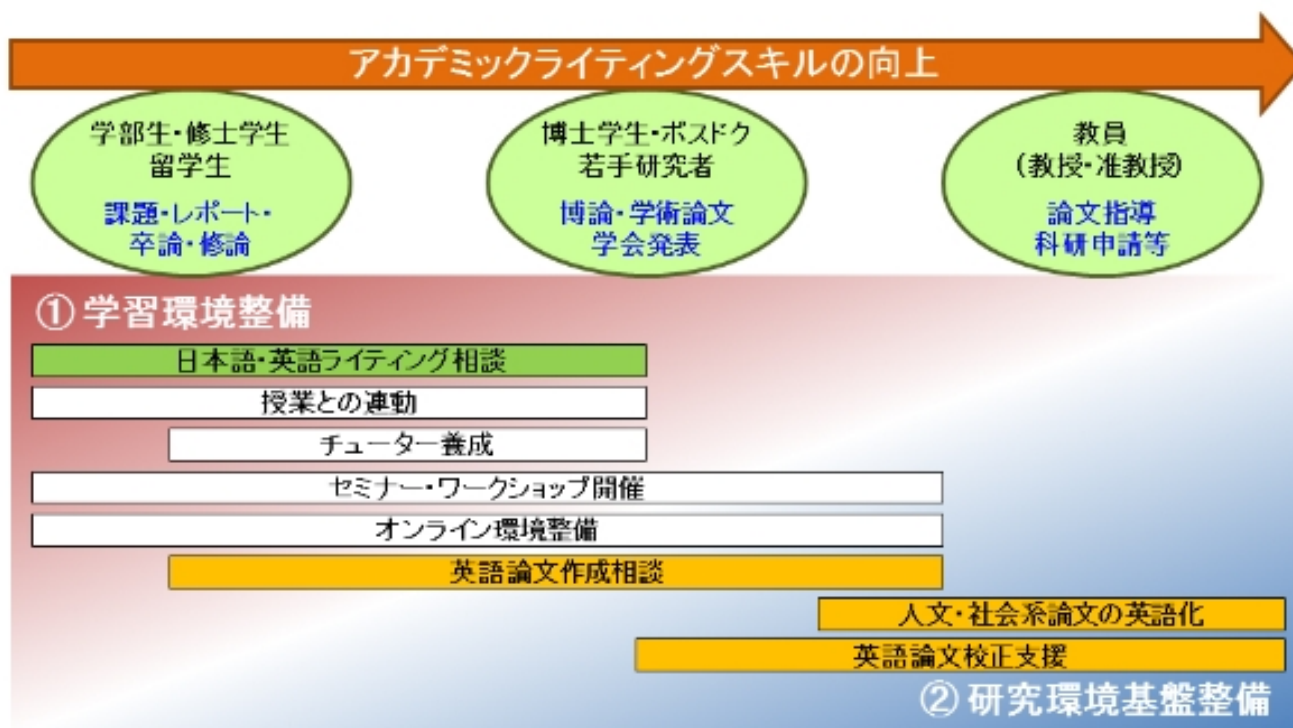 アカデミックライティングスキルの向上
学部生・修士学生
留学生
課題・レポート・
卒論・修論
博士学生・ポスドク
若手研究者
博論・学術論文
学会発表
教員
(教授・准教授)
論文指導
科研申請等
① 学習環境整備
日本語・英語ライティング相談
授業との連動
チューター養成
セミナー・ワークショップ開催
オンライン環境整備
英語論文作成相談
人文・社会系論文の英語化
英語論文校正支援
② 研究環境基盤整備